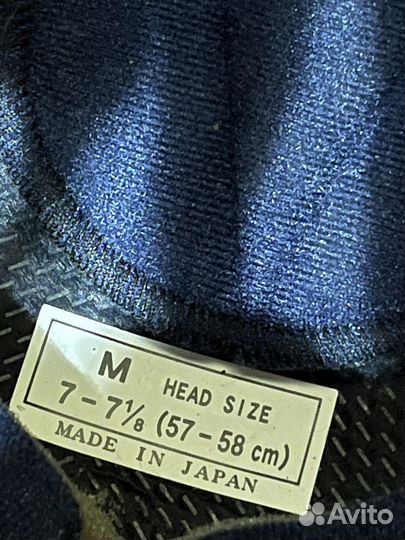 M HEAD SIZE
7-7⅛ (57-58 cm)
MADE IN JAPAN
Avito